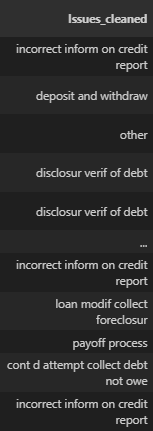 Issues_cleaned
incorrect inform on credit
report
deposit and withdraw
other
disclosur verif of debt
disclosur verif of debt
...
incorrect inform on credit
report
loan modif collect
foreclosur
payoff process
cont d attempt collect debt
not owe
incorrect inform on credit
report